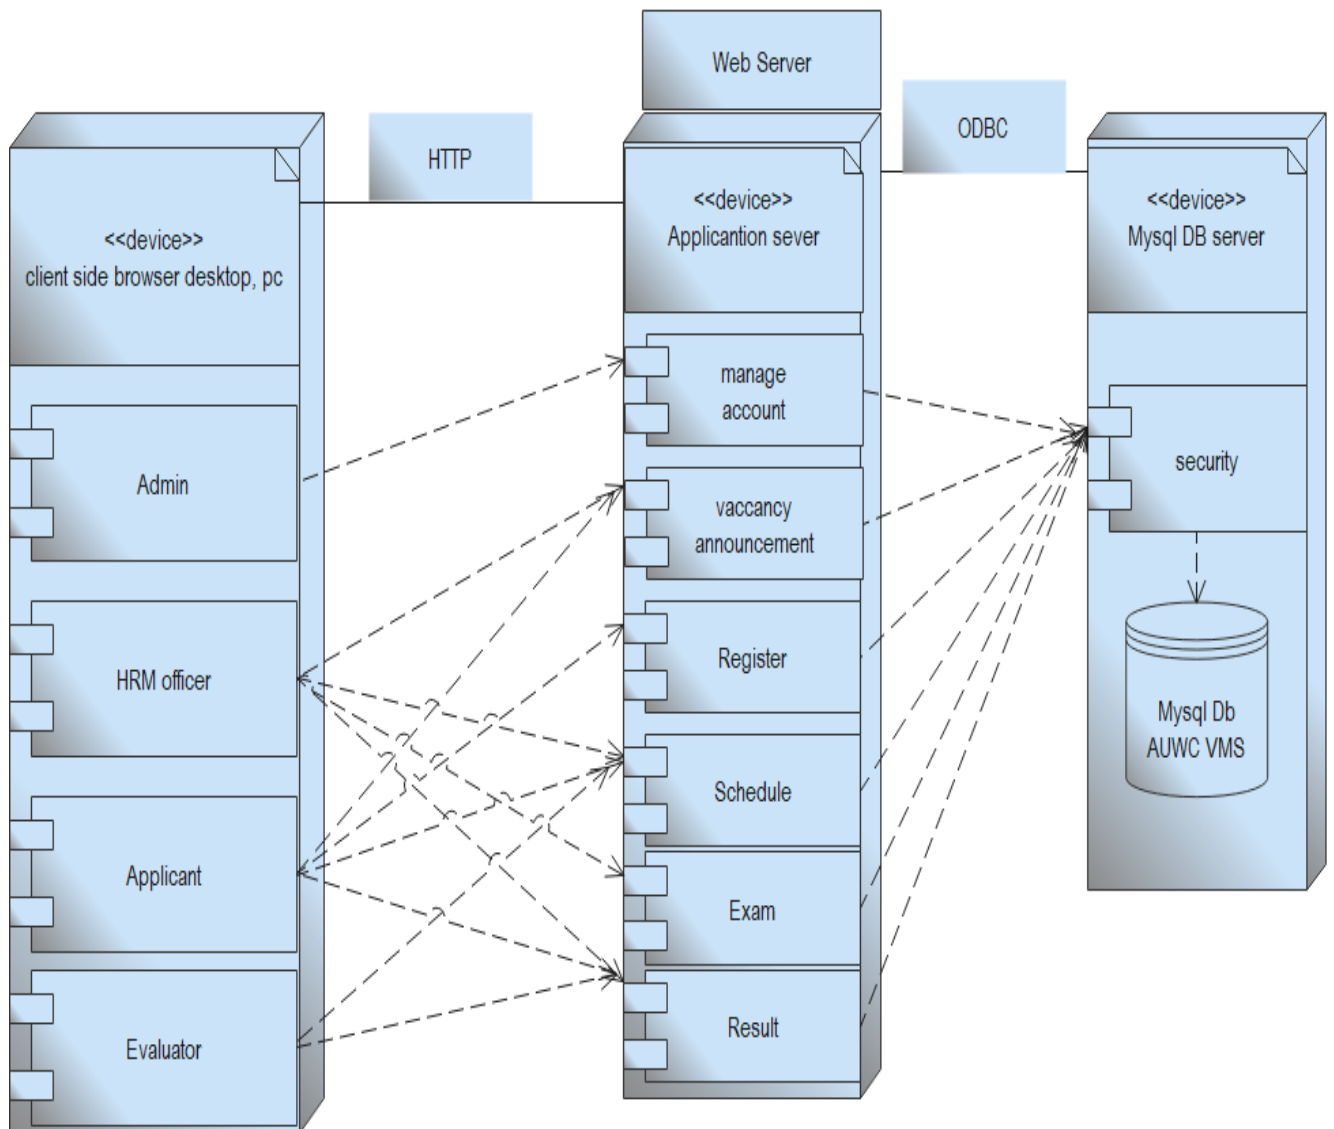 Web Server
HTTP
ODBC
<<device>>
client side browser desktop, pc
Admin
HRM officer
Applicant
Evaluator
<<device>>
Applicantion sever
manage
account
vaccancy
announcement
Register
Schedule
Exam
Result
<<device>>
Mysql DB server
security
Mysql Db
AUWC VMS